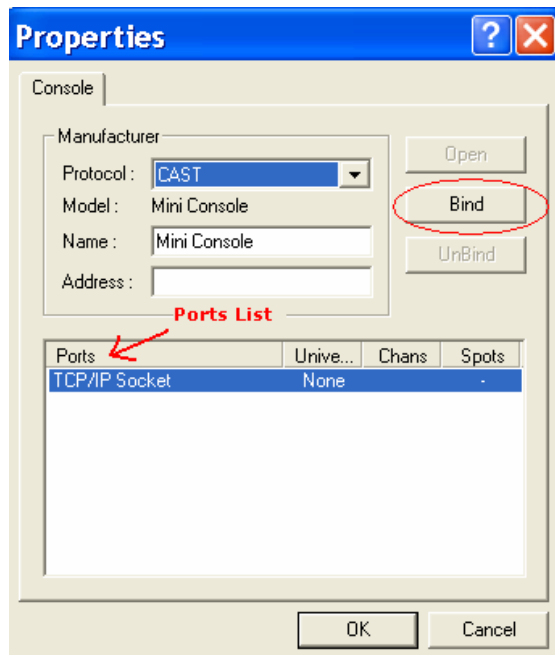 Properties
?
Console
Manufacturer
Protocol : CAST
Open
Model : Mini Console
Bind
Name : Mini Console
UnBind
Address :
Ports List
Ports Unive... Chans Spots
TCP/IP Socket None -
OK Cancel